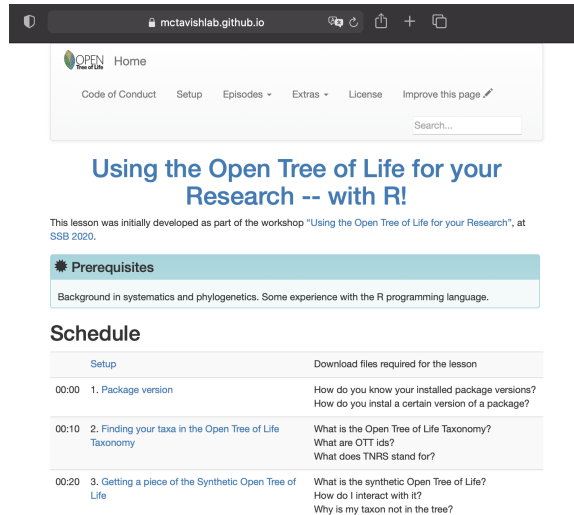 mctavishlab.github.io
OPEN
Tree of Life
Home
Code of Conduct Setup Episodes Extras License Improve this page
Search...
Using the Open Tree of Life for your
Research -- with R!
This lesson was initially developed as part of the workshop “Using the Open Tree of Life for your Research”, at
SSB 2020.
Prerequisites
Background in systematics and phylogenetics. Some experience with the R programming language.
Schedule
Setup Download files required for the lesson
00:00 1. Package version How do you know your installed package versions?
How do you instal a certain version of a package?
00:10 2. Finding your taxa in the Open Tree of Life What is the Open Tree of Life Taxonomy?
Taxonomy What are OTT ids?
What does TNRS stand for?
00:20 3. Getting a piece of the Synthetic Open Tree of What is the synthetic Open Tree of Life?
Life How do I interact with it?
Why is my taxon not in the tree?